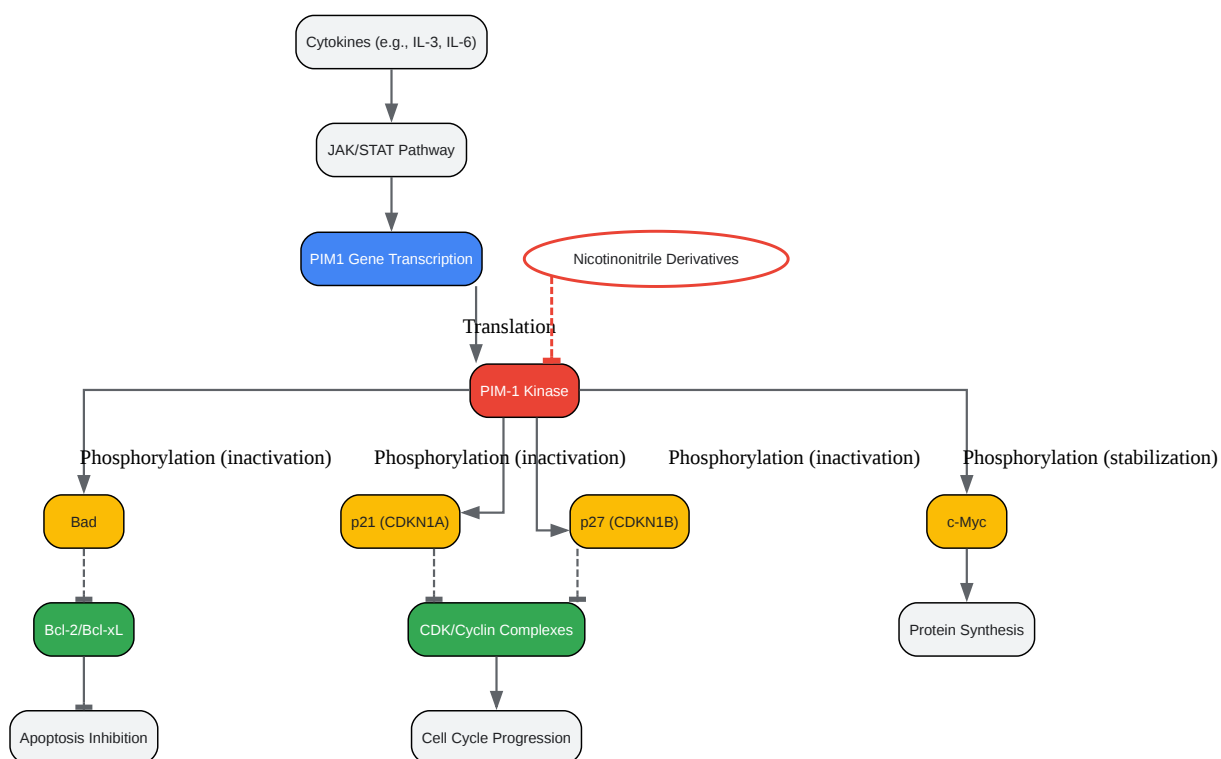 Cytokines (e.g., IL-3, IL-6)
JAK/STAT Pathway
PIM1 Gene Transcription
Nicotinonitrile Derivatives
Translation
PIM-1 Kinase
Phosphorylation (inactivation)
Phosphorylation (inactivation)
Phosphorylation (inactivation)
Phosphorylation (stabilization)
Bad
p21 (CDKN1A)
p27 (CDKN1B)
c-Myc
Bcl-2/Bcl-xL
CDK/Cyclin Complexes
Protein Synthesis
Apoptosis Inhibition
Cell Cycle Progression